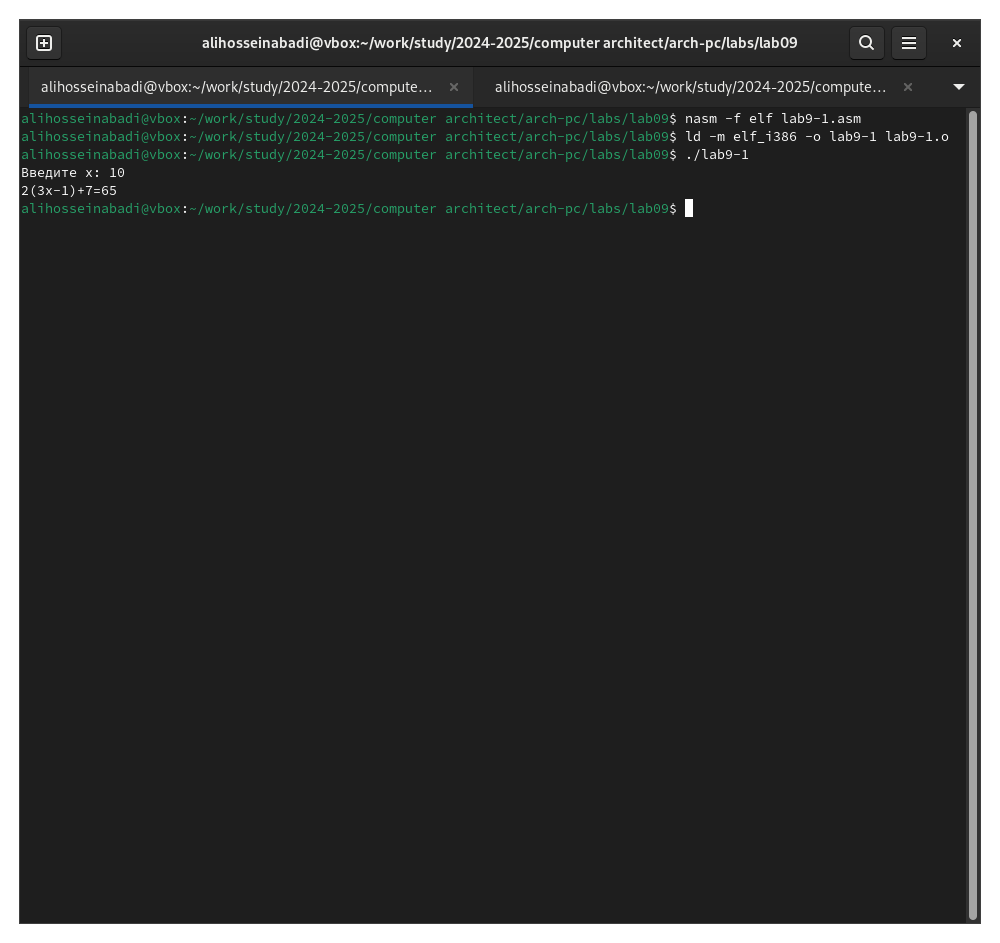 alihosseinabadi@vbox:~/work/study/2024-2025/computer architect/arch-pc/labs/lab09
alihosseinabadi@vbox:~/work/study/2024-2025/compute… alihosseinabadi@vbox:~/work/study/2024-2025/compute…
alihosseinabadi@vbox:~/work/study/2024-2025/computer architect/arch-pc/labs/lab09$ nasm -f elf lab9-1.asm
alihosseinabadi@vbox:~/work/study/2024-2025/computer architect/arch-pc/labs/lab09$ ld -m elf_i386 -o lab9-1 lab9-1.o
alihosseinabadi@vbox:~/work/study/2024-2025/computer architect/arch-pc/labs/lab09$ ./lab9-1
Введите x: 10
2(3x-1)+7=65
alihosseinabadi@vbox:~/work/study/2024-2025/computer architect/arch-pc/labs/lab09$